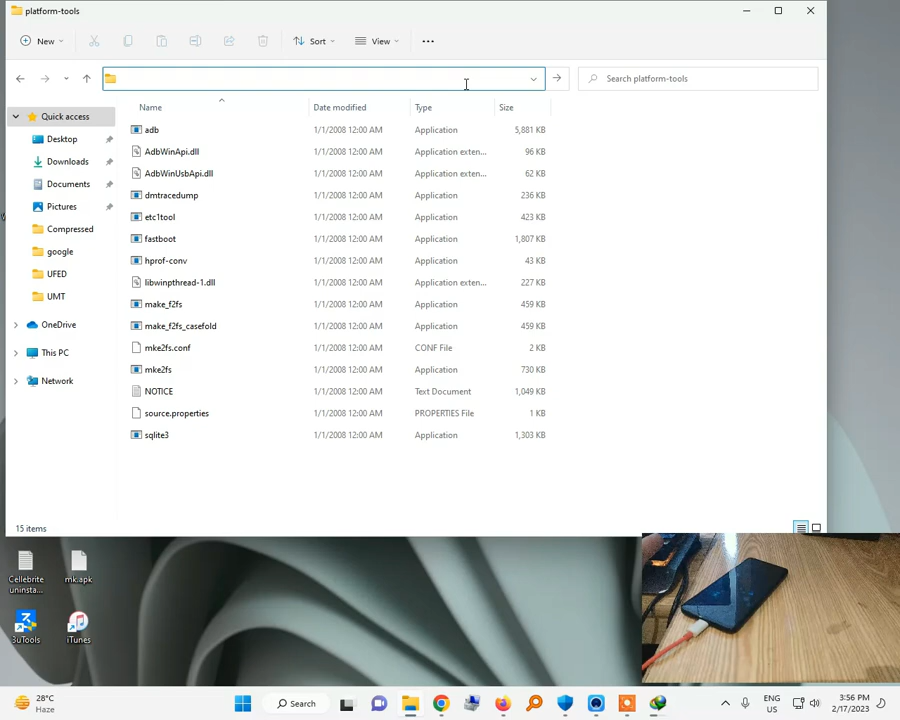 platform-tools
New
Sort
View
Search platform-tools
Name
Date modified
Type
Size
Quick access
Desktop
Downloads
Documents
Pictures
Compressed
google
UFED
UMT
OneDrive
This PC
Network
adb 1/1/2008 12:00 AM Application 5,881 KB
AdbWinApi.dll 1/1/2008 12:00 AM Application exten... 96 KB
AdbWinUsbApi.dll 1/1/2008 12:00 AM Application exten... 62 KB
dmtracedump 1/1/2008 12:00 AM Application 236 KB
etc1tool 1/1/2008 12:00 AM Application 423 KB
fastboot 1/1/2008 12:00 AM Application 1,807 KB
hprof-conv 1/1/2008 12:00 AM Application 43 KB
libwinpthread-1.dll 1/1/2008 12:00 AM Application exten... 227 KB
make_f2fs 1/1/2008 12:00 AM Application 459 KB
make_f2fs_casefold 1/1/2008 12:00 AM Application 459 KB
mke2fs.conf 1/1/2008 12:00 AM CONF File 2 KB
mke2fs 1/1/2008 12:00 AM Application 730 KB
NOTICE 1/1/2008 12:00 AM Text Document 1,049 KB
source.properties 1/1/2008 12:00 AM PROPERTIES File 1 KB
sqlite3 1/1/2008 12:00 AM Application 1,303 KB
15 items
Cellebrite
uninsta...
mk.apk
3uTools
iTunes
28°C
Haze
Search
ENG
US
3:56 PM
2/17/2023